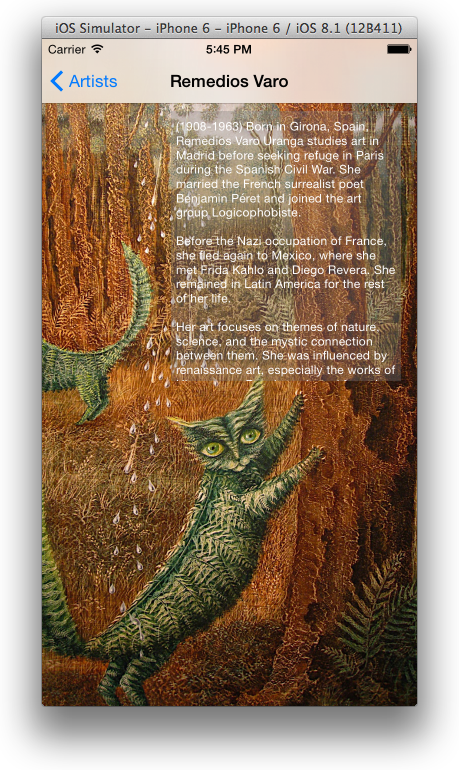 iOS Simulator - iPhone 6 - iPhone 6 / iOS 8.1 (12B411)
Carrier 5:45 PM
Artists Remedios Varo
(1908-1963) Born in Girona, Spain,
Remedios Varo Uranga studies art in
Madrid before seeking refuge in Paris
during the Spanish Civil War. She
married the French surrealist poet
Benjamin Péret and joined the art
group Logicophobiste.
Before the Nazi occupation of France,
she fled again to Mexico, where she
met Frida Kahlo and Diego Revera. She
remained in Latin America for the rest
of her life.
Her art focuses on themes of nature,
science, and the mystic connection
between them. She was influenced by
renaissance art, especially the works of